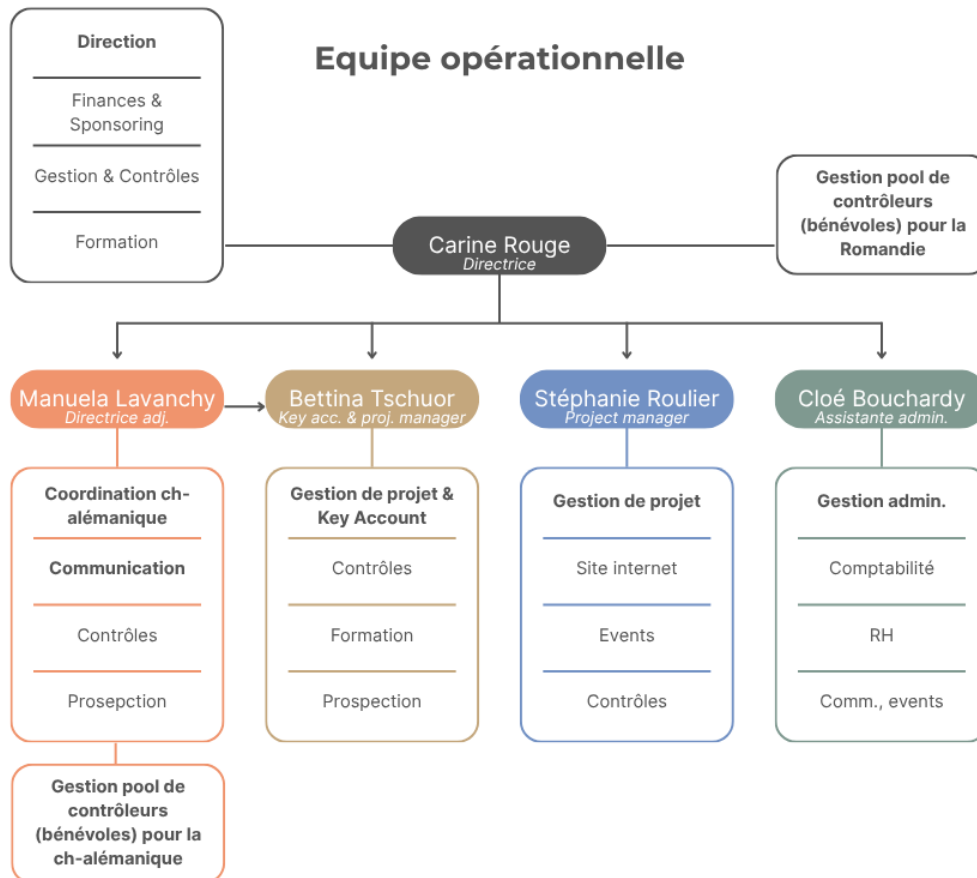 Direction
Finances &
Sponsoring
Gestion & Contrôles
Formation
Equipe opérationnelle
Gestion pool de
contrôleurs
(bénévoles) pour la
Romandie
Carine Rouge
Directrice
Manuela Lavanchy
Directrice adj.
Coordination ch-
alémanique
Communication
Contrôles
Prosepction
Gestion pool de
contrôleurs
(bénévoles) pour la
ch-alémanique
Bettina Tschuor
Key acc. & proj. manager
Gestion de projet &
Key Account
Contrôles
Formation
Prospection
Stéphanie Roulier
Project manager
Gestion de projet
Site internet
Events
Contrôles
Cloé Bouchardy
Assistante admin.
Gestion admin.
Comptabilité
RH
Comm., events